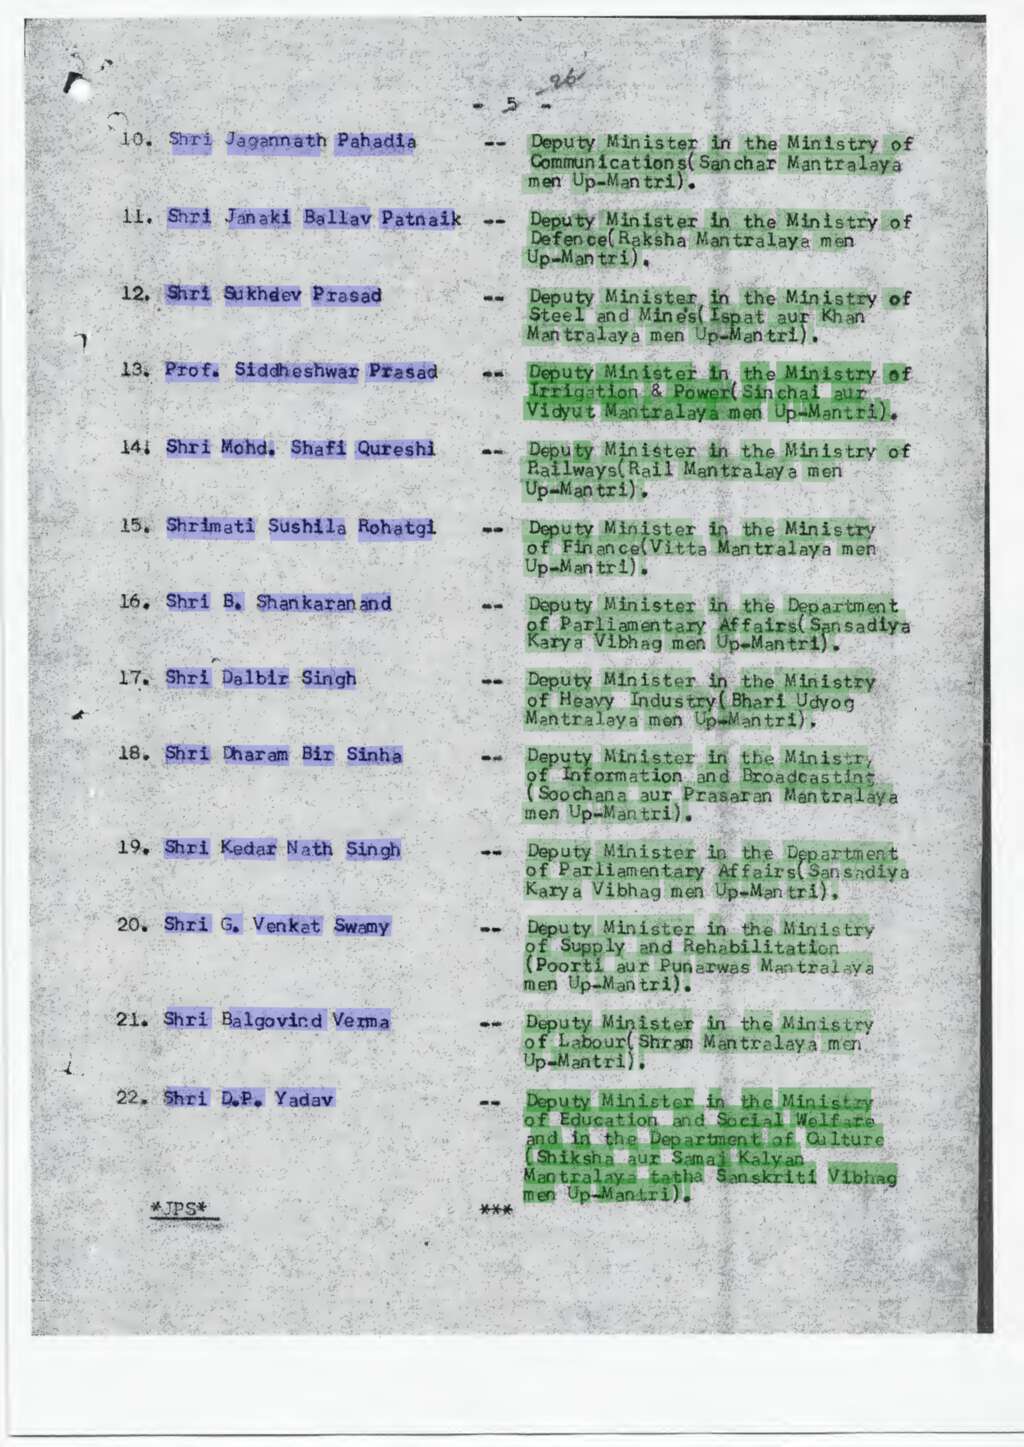 26
- 5 -
10. Shri Jagannath Pahadia -- Deputy Minister in the Ministry of
Communications(Sanchar Mantralaya
men Up-Mantri).
11. Shri Janaki Ballav Patnaik -- Deputy Minister in the Ministry of
Defence(Raksha Mantralaya men
Up-Mantri).
12. Shri Sukhdev Prasad -- Deputy Minister in the Ministry of
Steel and Mines(Ispat aur Khan
Mantralaya men Up-Mantri).
13. Prof. Siddheshwar Prasad -- Deputy Minister in the Ministry of
Irrigation & Power(Sinchai aur
Vidyut Mantralaya men Up-Mantri).
14. Shri Mohd. Shafi Qureshi -- Deputy Minister in the Ministry of
Railways(Rail Mantralaya men
Up-Mantri).
15. Shrimati Sushila Rohatgi -- Deputy Minister in the Ministry
of Finance(Vitta Mantralaya men
Up-Mantri).
16. Shri B. Shankaranand -- Deputy Minister in the Department
of Parliamentary Affairs(Sansadiya
Karya Vibhag men Up-Mantri).
17. Shri Dalbir Singh -- Deputy Minister in the Ministry
of Heavy Industry(Bhari Udyog
Mantralaya men Up-Mantri).
18. Shri Dharam Bir Sinha -- Deputy Minister in the Ministry
of Information and Broadcasting
(Soochana aur Prasaran Mantralaya
men Up-Mantri).
19. Shri Kedar Nath Singh -- Deputy Minister in the Department
of Parliamentary Affairs(Sansadiya
Karya Vibhag men Up-Mantri).
20. Shri G. Venkat Swamy -- Deputy Minister in the Ministry
of Supply and Rehabilitation
(Poorti aur Punarwas Mantralaya
men Up-Mantri).
21. Shri Balgovind Verma -- Deputy Minister in the Ministry
of Labour(Shram Mantralaya men
Up-Mantri).
22. Shri D.P. Yadav -- Deputy Minister in the Ministry
of Education and Social Welfare
and in the Department of Culture
(Shiksha aur Samaj Kalyan
Mantralaya tatha Sanskriti Vibhag
men Up-Mantri).
*JPS* ***